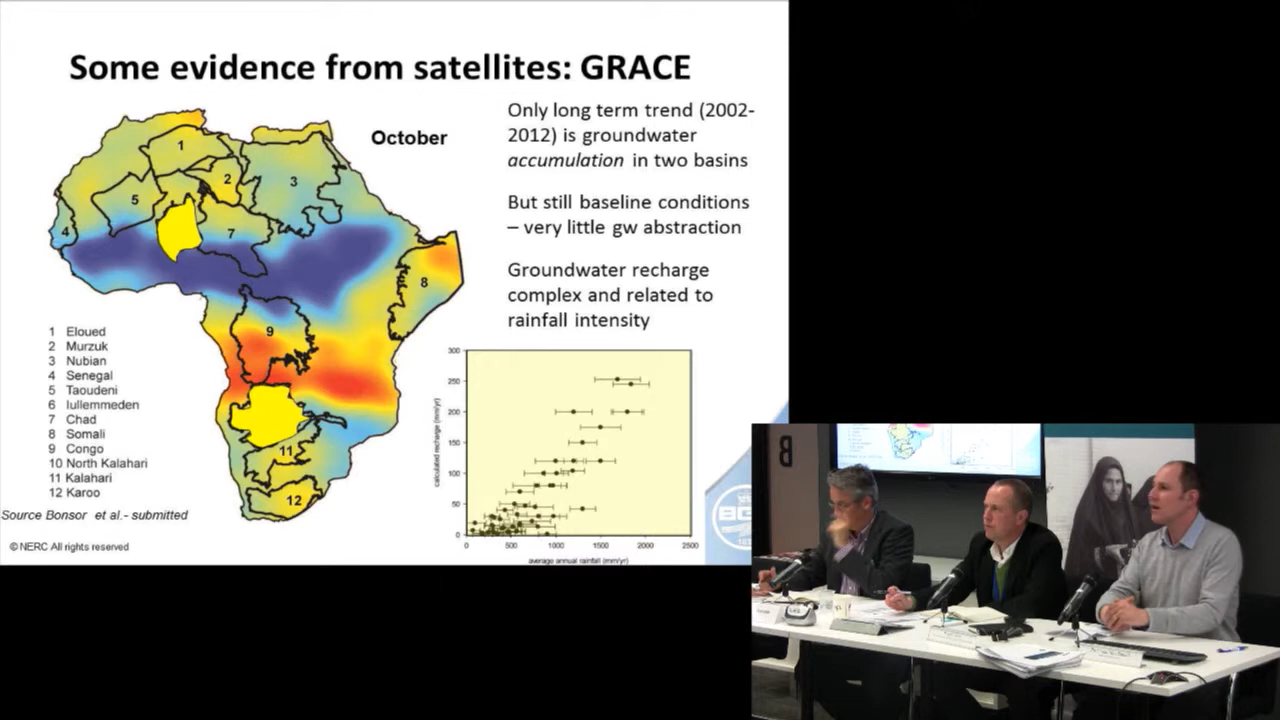 Some evidence from satellites: GRACE
October
1
2
3
4
5
7
8
9
11
12
1 Eloued
2 Murzuk
3 Nubian
4 Senegal
5 Taoudeni
6 Iullemmeden
7 Chad
8 Somali
9 Congo
10 North Kalahari
11 Kalahari
12 Karoo
Source Bonsor et al.- submitted
© NERC All rights reserved
Only long term trend (2002-
2012) is groundwater
accumulation in two basins
But still baseline conditions
– very little gw abstraction
Groundwater recharge
complex and related to
rainfall intensity
300
250
200
150
100
50
0
calculated recharge (mm/yr)
0 500 1000 1500 2000 2500
average annual rainfall (mm/yr)